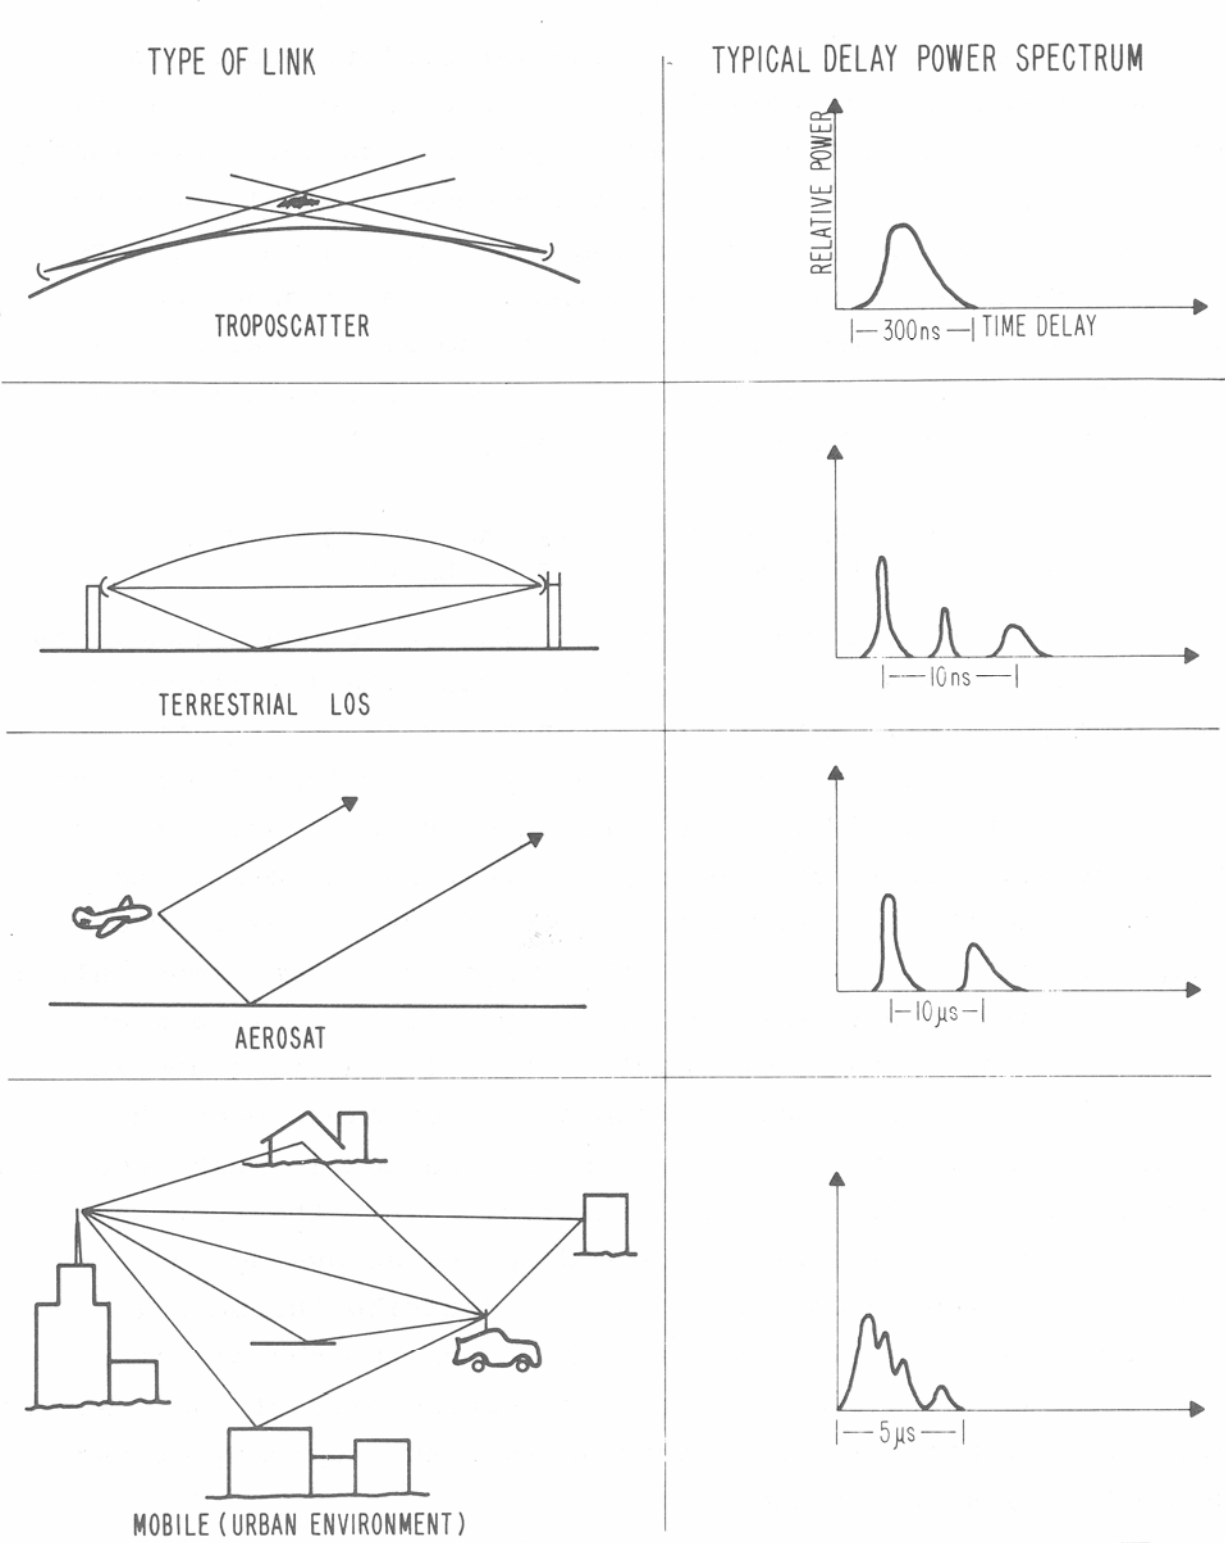 TYPE OF LINK
TYPICAL DELAY POWER SPECTRUM
RELATIVE POWER
TROPOSCATTER
300ns
TIME DELAY
10ns
TERRESTRIAL LOS
10µs
AEROSAT
5µs
MOBILE (URBAN ENVIRONMENT)